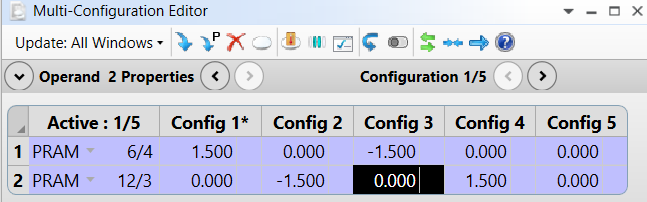 Multi-Configuration Editor
Update: All Windows
Operand 2 Properties
Configuration 1/5
Active : 1/5 Config 1* Config 2 Config 3 Config 4 Config 5
1 PRAM 6/4 1.500 0.000 -1.500 0.000 0.000
2 PRAM 12/3 0.000 -1.500 0.000 1.500 0.000